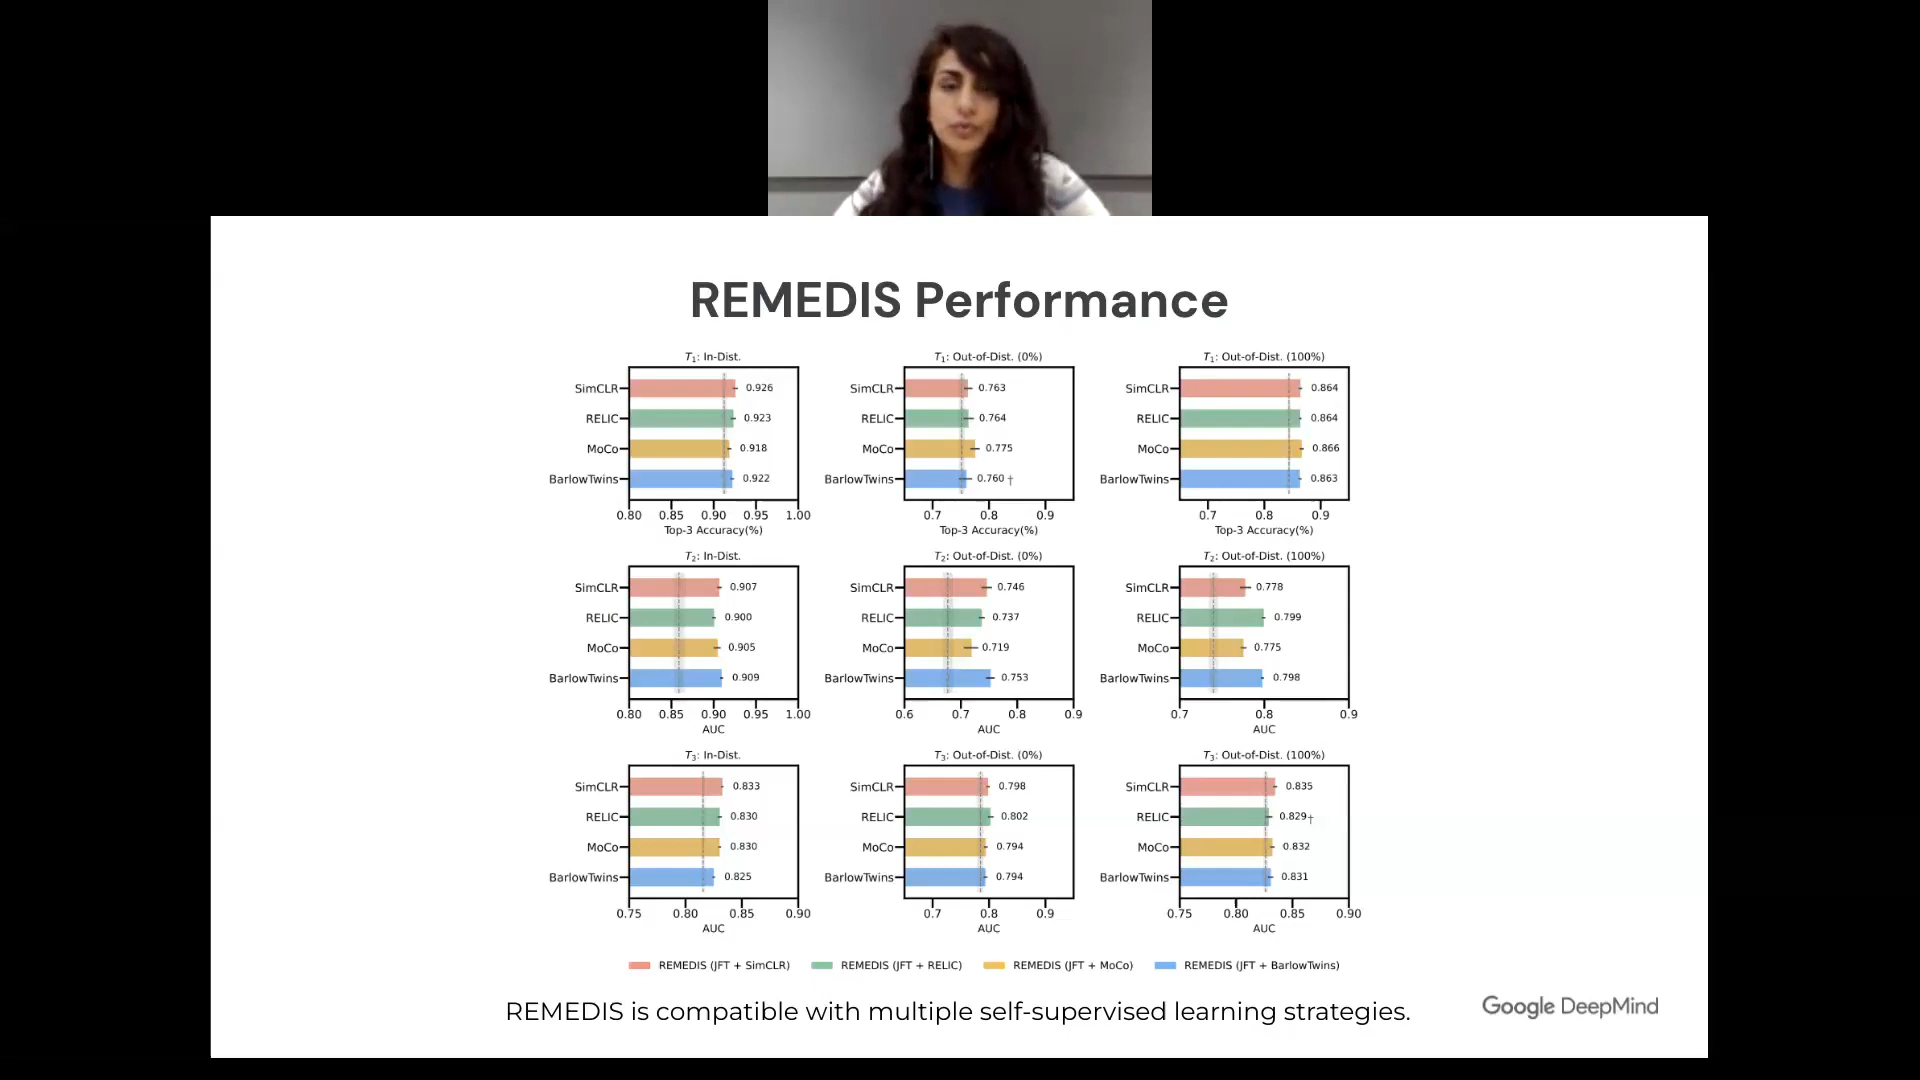 REMEDIS Performance
T₁: In-Dist.
SimCLR 0.926
RELIC 0.923
MoCo 0.918
BarlowTwins 0.922
0.80 0.85 0.90 0.95 1.00
Top-3 Accuracy(%)
T₁: Out-of-Dist. (0%)
SimCLR 0.763
RELIC 0.764
MoCo 0.775
BarlowTwins 0.760 †
0.7 0.8 0.9
Top-3 Accuracy(%)
T₁: Out-of-Dist. (100%)
SimCLR 0.864
RELIC 0.864
MoCo 0.866
BarlowTwins 0.863
0.7 0.8 0.9
Top-3 Accuracy(%)
T₂: In-Dist.
SimCLR 0.907
RELIC 0.900
MoCo 0.905
BarlowTwins 0.909
0.80 0.85 0.90 0.95 1.00
AUC
T₂: Out-of-Dist. (0%)
SimCLR 0.746
RELIC 0.737
MoCo 0.719
BarlowTwins 0.753
0.6 0.7 0.8 0.9
AUC
T₂: Out-of-Dist. (100%)
SimCLR 0.778
RELIC 0.799
MoCo 0.775
BarlowTwins 0.798
0.7 0.8 0.9
AUC
T₃: In-Dist.
SimCLR 0.833
RELIC 0.830
MoCo 0.830
BarlowTwins 0.825
0.75 0.80 0.85 0.90
AUC
T₃: Out-of-Dist. (0%)
SimCLR 0.798
RELIC 0.802
MoCo 0.794
BarlowTwins 0.794
0.7 0.8 0.9
AUC
T₃: Out-of-Dist. (100%)
SimCLR 0.835
RELIC 0.829†
MoCo 0.832
BarlowTwins 0.831
0.75 0.80 0.85 0.90
AUC
REMEDIS (JFT + SimCLR) REMEDIS (JFT + RELIC) REMEDIS (JFT + MoCo) REMEDIS (JFT + BarlowTwins)
REMEDIS is compatible with multiple self-supervised learning strategies.
Google DeepMind